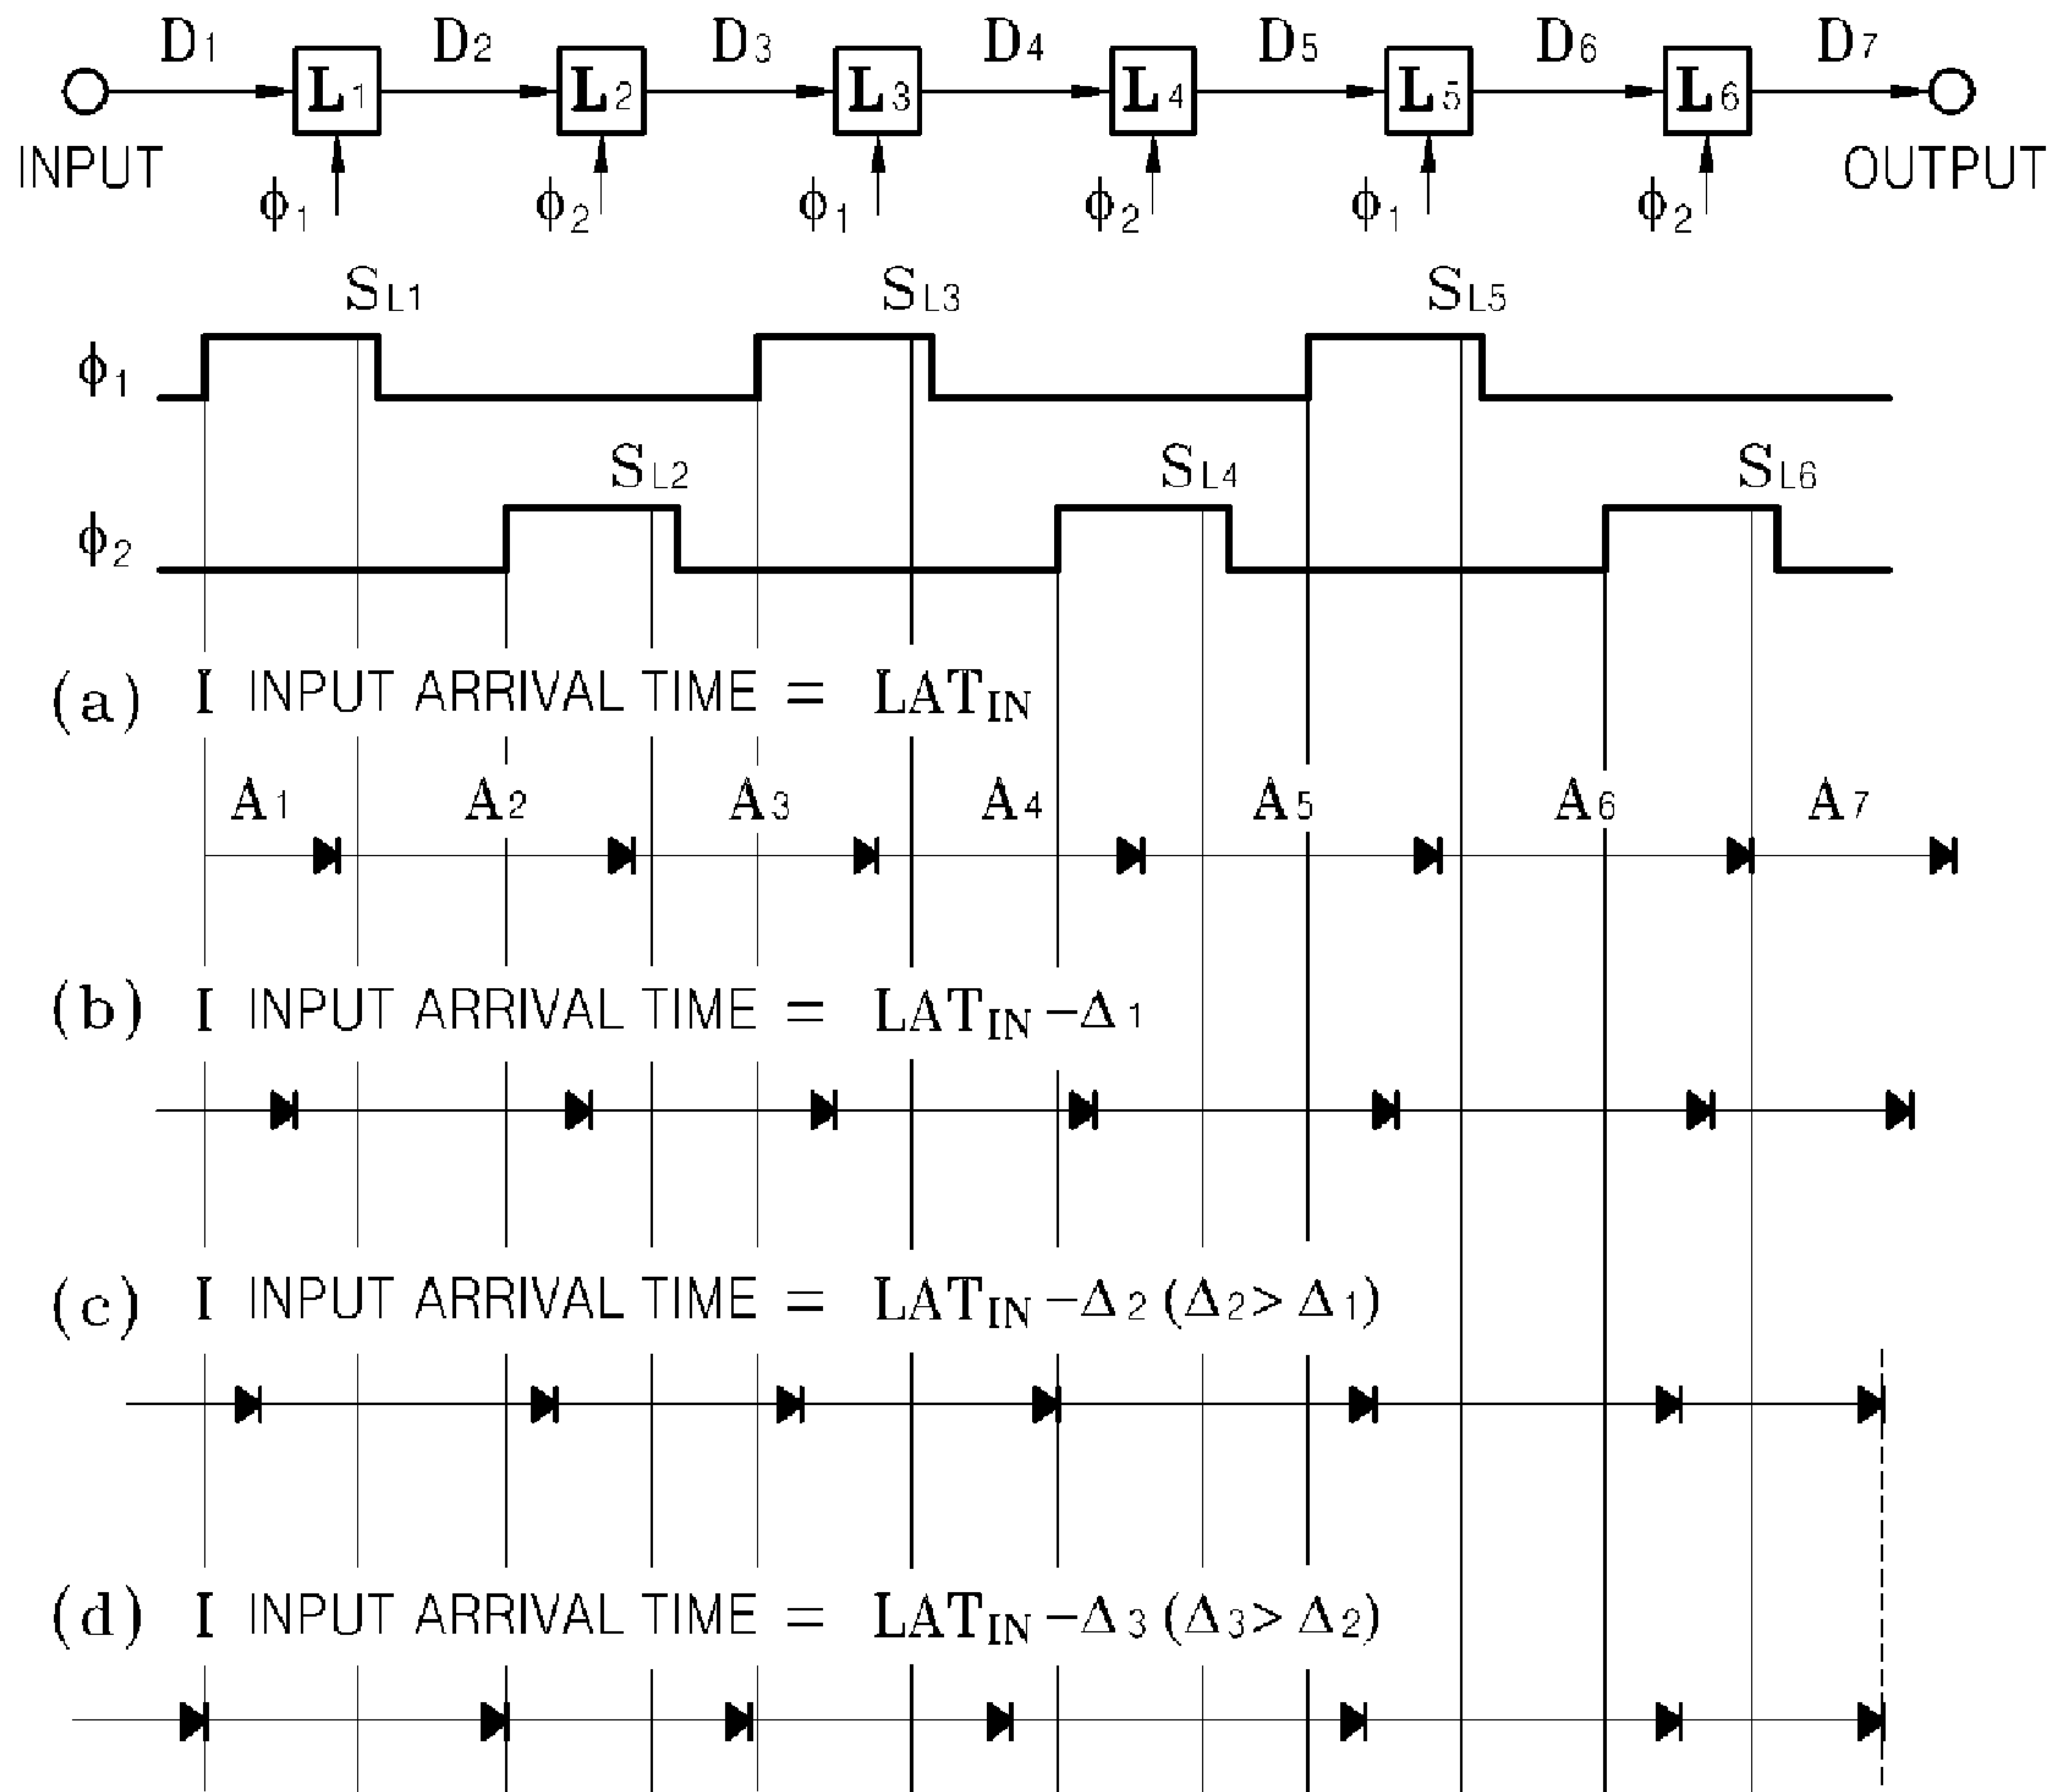 D1 D2 D3 D4 D5 D6 D7
L1 L2 L3 L4 L5 L6
INPUT OUTPUT
ϕ1 ϕ2 ϕ1 ϕ2 ϕ1 ϕ2
SL1 SL3 SL5
ϕ1
SL2 SL4 SL6
ϕ2
(a) I INPUT ARRIVAL TIME = LATIN
A1 A2 A3 A4 A5 A6 A7
(b) I INPUT ARRIVAL TIME = LATIN −Δ1
(c) I INPUT ARRIVAL TIME = LATIN −Δ2 (Δ2> Δ1)
(d) I INPUT ARRIVAL TIME = LATIN −Δ3 (Δ3> Δ2)